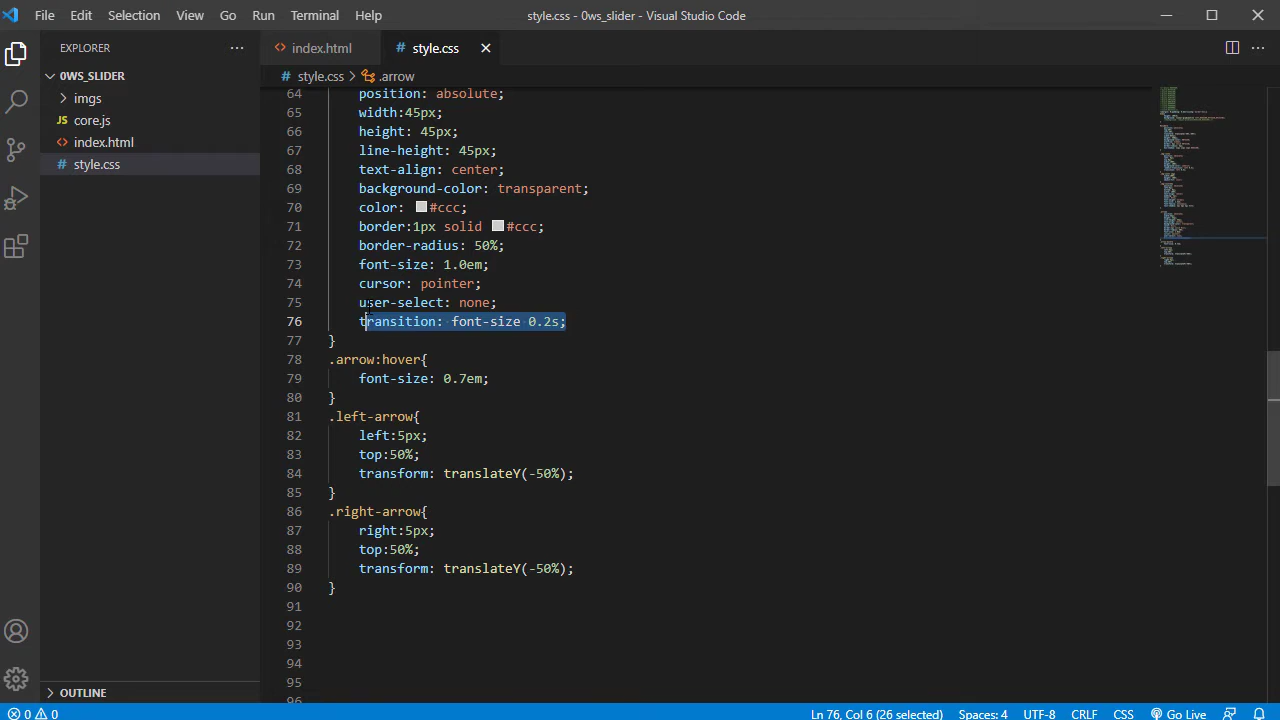 File Edit Selection View Go Run Terminal Help style.css - 0ws_slider - Visual Studio Code
EXPLORER ···
index.html
style.css
0WS_SLIDER
style.css > .arrow
imgs
core.js
index.html
style.css
64 position: absolute;
65 width:45px;
66 height: 45px;
67 line-height: 45px;
68 text-align: center;
69 background-color: transparent;
70 color: #ccc;
71 border:1px solid #ccc;
72 border-radius: 50%;
73 font-size: 1.0em;
74 cursor: pointer;
75 user-select: none;
76 transition: font-size 0.2s;
77 }
78 .arrow:hover{
79 font-size: 0.7em;
80 }
81 .left-arrow{
82 left:5px;
83 top:50%;
84 transform: translateY(-50%);
85 }
86 .right-arrow{
87 right:5px;
88 top:50%;
89 transform: translateY(-50%);
90 }
91
92
93
94
95
96
OUTLINE
0 0 Ln 76, Col 6 (26 selected) Spaces: 4 UTF-8 CRLF CSS Go Live